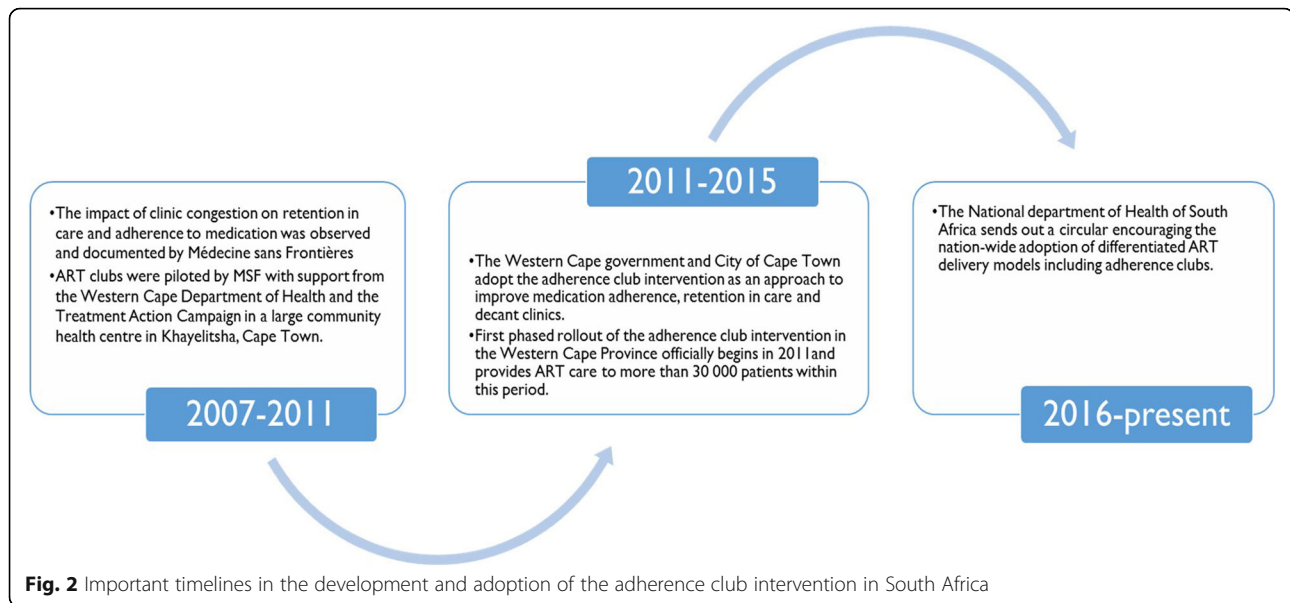 •The impact of clinic congestion on retention in
care and adherence to medication was observed
and documented by Médecine sans Frontières
•ART clubs were piloted by MSF with support from
the Western Cape Department of Health and the
Treatment Action Campaign in a large community
health centre in Khayelitsha, Cape Town.
2007-2011
2011-2015
•The Western Cape government and City of Cape Town
adopt the adherence club intervention as an approach to
improve medication adherence, retention in care and
decant clinics.
•First phased rollout of the adherence club intervention in
the Western Cape Province officially begins in 2011and
provides ART care to more than 30 000 patients within
this period.
•The National department of Health of South
Africa sends out a circular encouraging the
nation-wide adoption of differentiated ART
delivery models including adherence clubs.
2016-present
Fig. 2 Important timelines in the development and adoption of the adherence club intervention in South Africa